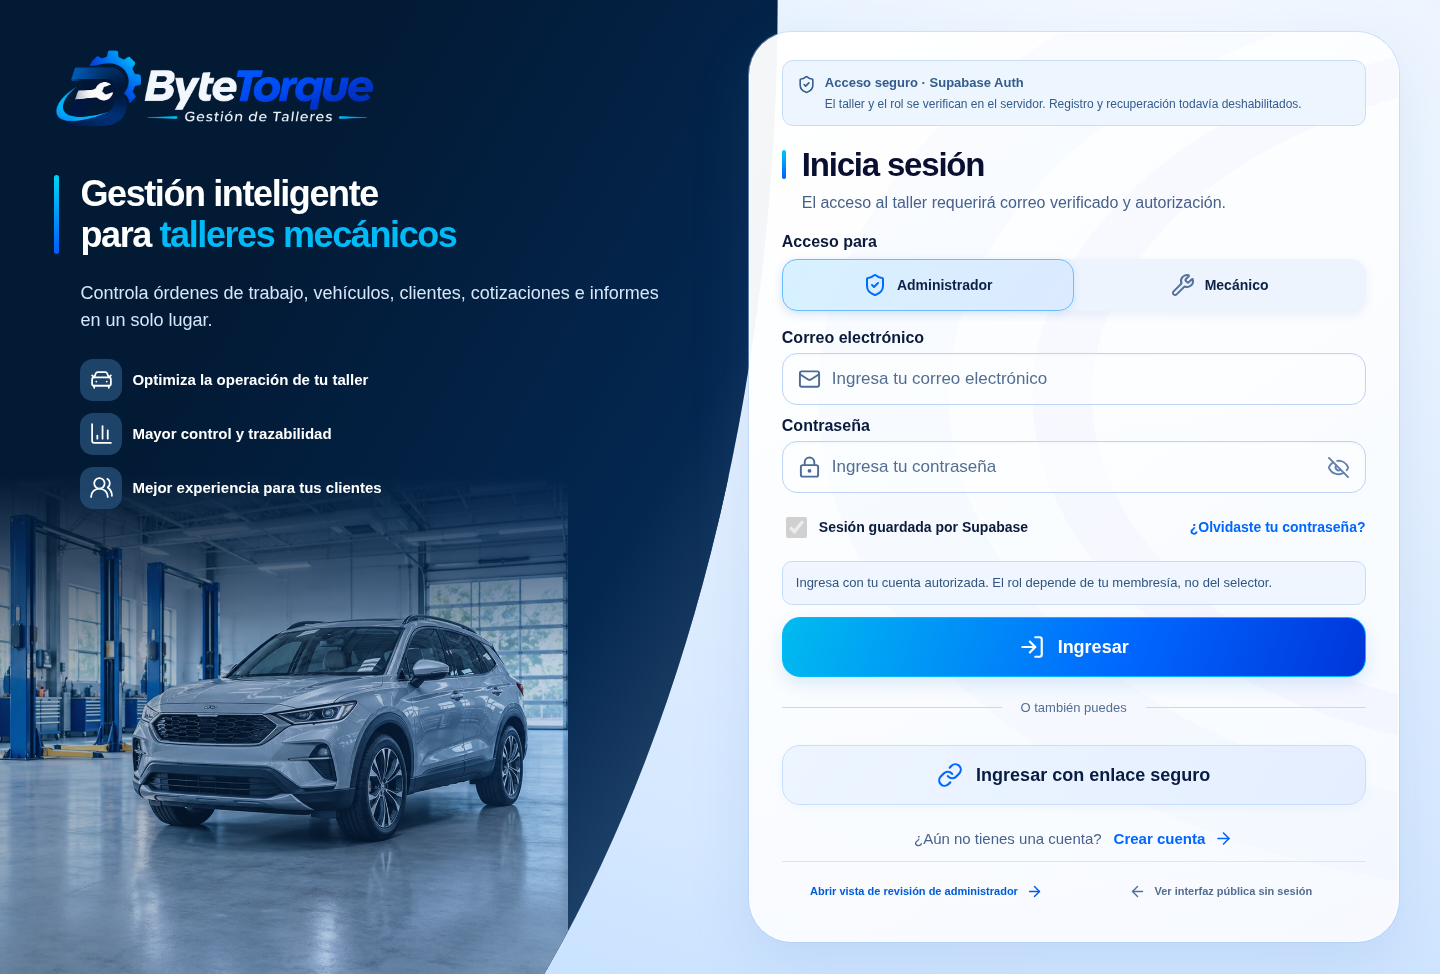 ByteTorque
Gestión de Talleres
Gestión inteligente
para talleres mecánicos
Controla órdenes de trabajo, vehículos, clientes, cotizaciones e informes
en un solo lugar.
Optimiza la operación de tu taller
Mayor control y trazabilidad
Mejor experiencia para tus clientes
Acceso seguro · Supabase Auth
El taller y el rol se verifican en el servidor. Registro y recuperación todavía deshabilitados.
Inicia sesión
El acceso al taller requerirá correo verificado y autorización.
Acceso para
Administrador
Mecánico
Correo electrónico
Ingresa tu correo electrónico
Contraseña
Ingresa tu contraseña
Sesión guardada por Supabase
¿Olvidaste tu contraseña?
Ingresa con tu cuenta autorizada. El rol depende de tu membresía, no del selector.
Ingresar
O también puedes
Ingresar con enlace seguro
¿Aún no tienes una cuenta? Crear cuenta
Abrir vista de revisión de administrador
Ver interfaz pública sin sesión